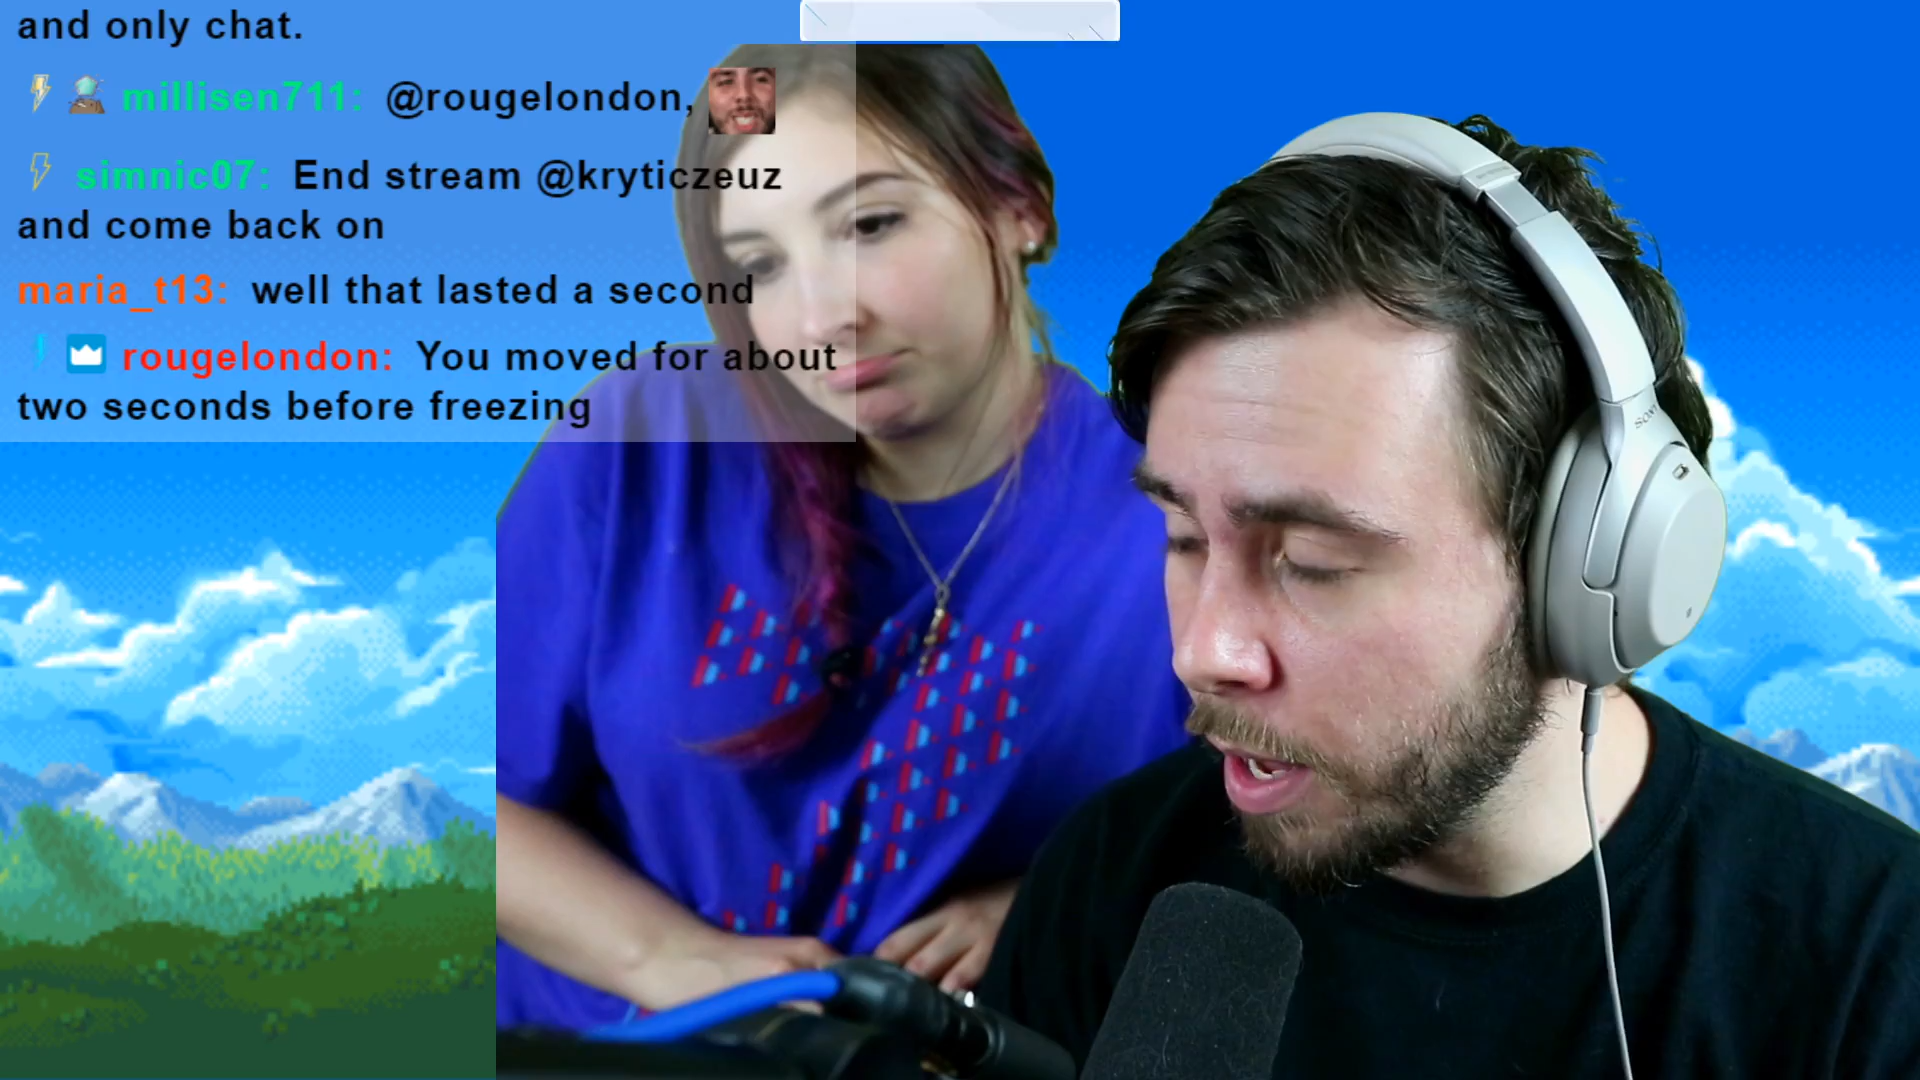 and only chat.
millisen711: @rougelondon,
simnic07: End stream @kryticzeuz
and come back on
maria_t13: well that lasted a second
rougelondon: You moved for about
two seconds before freezing
SONY